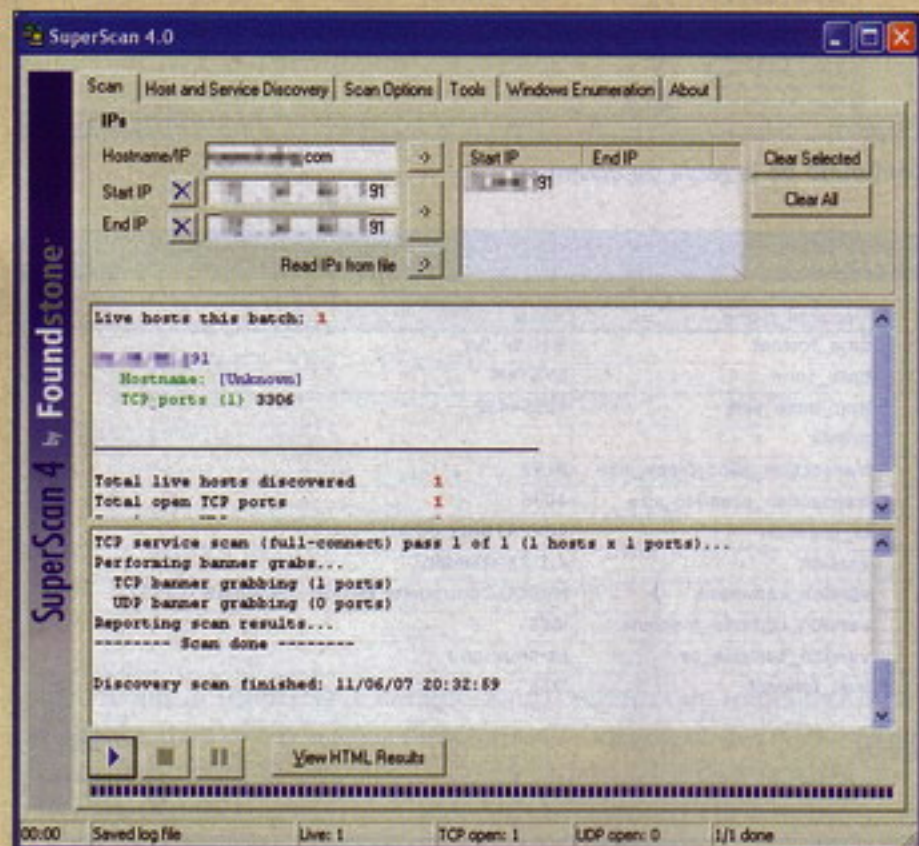 SuperScan 4.0
Scan
Host and Service Discovery
Scan Options
Tools
Windows Enumeration
About
IPs
Hostname/IP
com
Start IP
91
End IP
91
Read IPs from file
Start IP
End IP
91
Clear Selected
Clear All
SuperScan 4 by Foundstone
Live hosts this batch: 1
91
Hostname: [Unknown]
TCP ports (1) 3306
Total live hosts discovered 1
Total open TCP ports 1
TCP service scan (full-connect) pass 1 of 1 (1 hosts x 1 ports)...
Performing banner grabs...
TCP banner grabbing (1 ports)
UDP banner grabbing (0 ports)
Reporting scan results...
-------- Scan done --------
Discovery scan finished: 11/06/07 20:32:59
View HTML Results
00:00
Saved log file
Live: 1
TCP open: 1
UDP open: 0
1/1 done